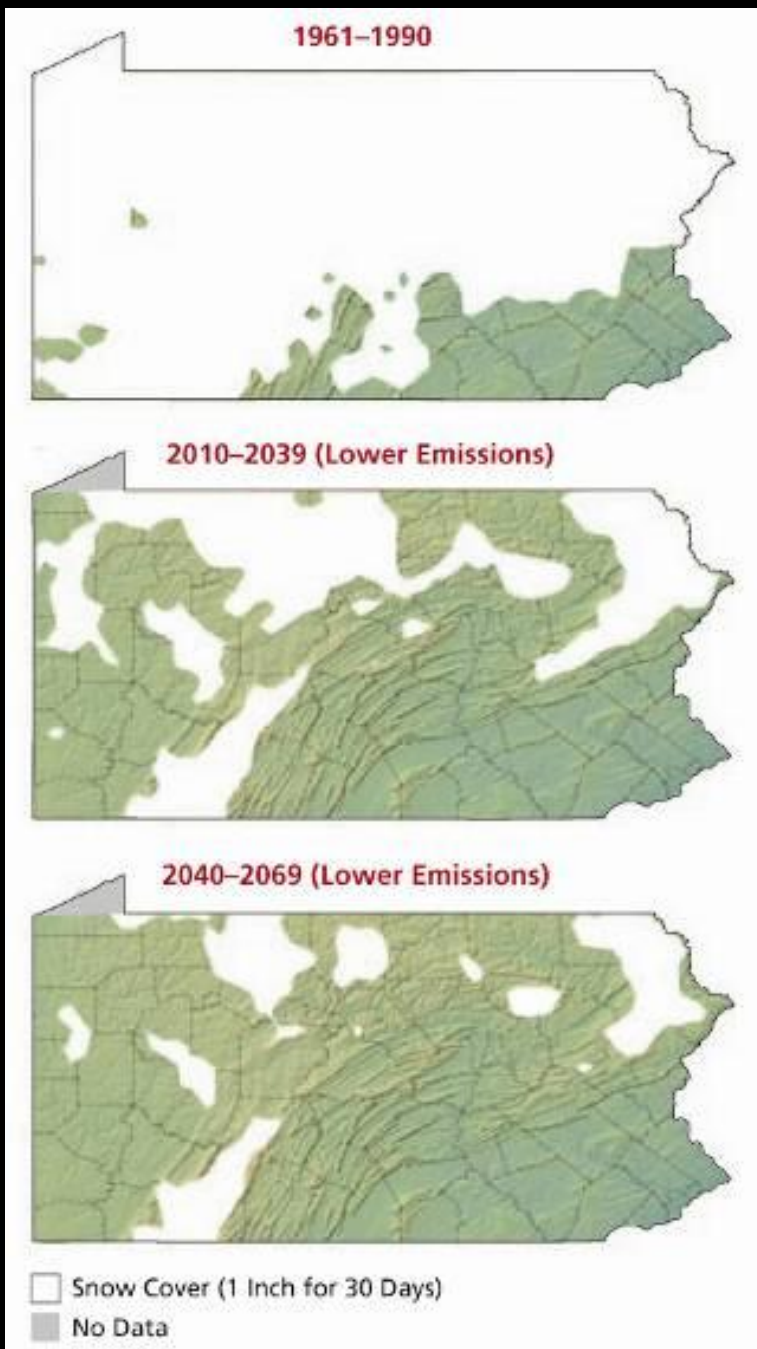 1961–1990
2010–2039 (Lower Emissions)
2040–2069 (Lower Emissions)
Snow Cover (1 Inch for 30 Days)
No Data